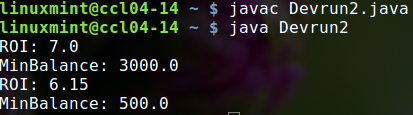 linuxmint@ccl04-14 ~ $ javac Devrun2.java
linuxmint@ccl04-14 ~ $ java Devrun2
ROI: 7.0
MinBalance: 3000.0
ROI: 6.15
MinBalance: 500.0